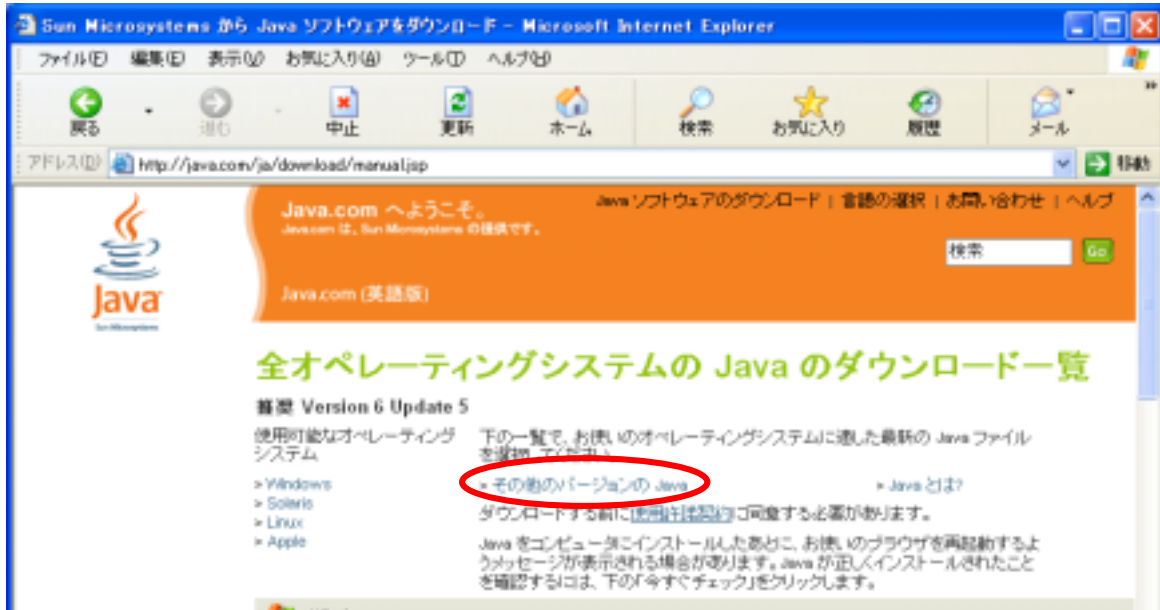 Sun Microsystems から Java ソフトウェアをダウンロード - Microsoft Internet Explorer
ファイル(F) 編集(E) 表示(V) お気に入り(A) ツール(T) ヘルプ(H)
戻る 進む 中止 更新 ホーム 検索 お気に入り 履歴 メール
アドレス(D) http://java.com/ja/download/manual.jsp 移動
Java ソフトウェアのダウンロード | 言語の選択 | お問い合わせ | ヘルプ
Java.com へようこそ。
Java.com は、Sun Microsystems の提供です。
検索 Go
Java.com (英語版)
Java
Sun Microsystems
全オペレーティングシステムの Java のダウンロード一覧
推奨 Version 6 Update 5
使用可能なオペレーティング
システム
» Windows
» Solaris
» Linux
» Apple
下の一覧で、お使いのオペレーティングシステムに適した最新の Java ファイル
を選択してください
» その他のバージョンの Java » Java とは?
ダウンロードする前に使用許諾契約に同意する必要があります。
Java をコンピュータにインストールしたあとに、お使いのブラウザを再起動するよ
うメッセージが表示される場合があります。Java が正しくインストールされたこと
を確認するには、下の「今すぐチェック」をクリックします。